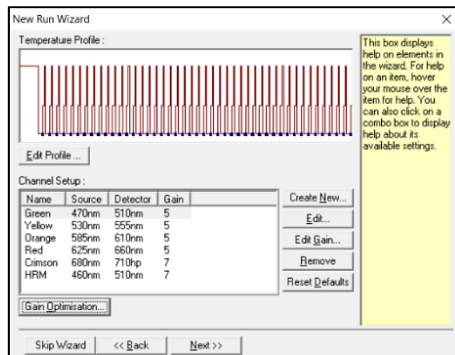 New Run Wizard
Temperature Profile :
Edit Profile ...
Channel Setup :
Name Source Detector Gain
Green 470nm 510nm 5
Yellow 530nm 555nm 5
Orange 585nm 610nm 5
Red 625nm 660nm 5
Crimson 680nm 710hp 7
HRM 460nm 510nm 7
Create New...
Edit...
Edit Gain...
Remove
Reset Defaults
Gain Optimisation...
Skip Wizard
<< Back
Next >>
This box displays
help on elements in
the wizard. For help
on an item, hover
your mouse over the
item for help. You
can also click on a
combo box to display
help about its
available settings.